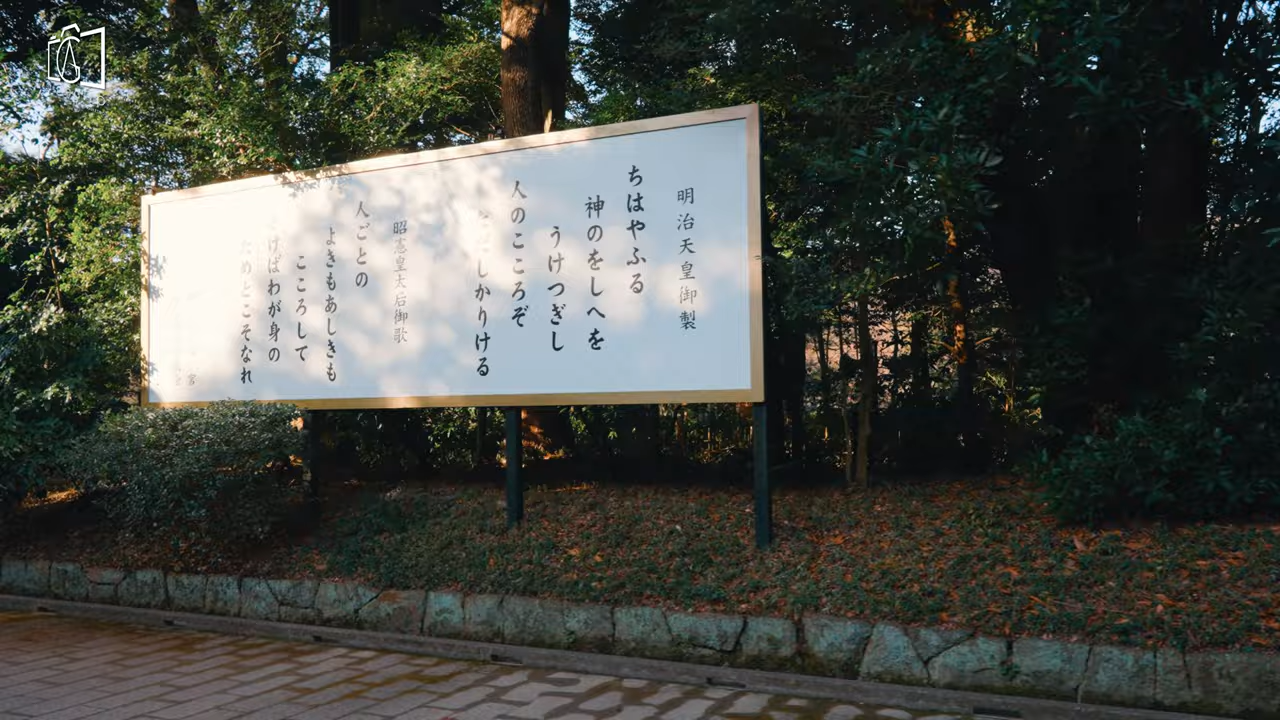 明治天皇御製
ちはやふる
神のをしへを
うけつぎし
人のこころぞ
しかりける
昭憲皇太后御歌
人ごとの
よきもあしきも
こころして
けばわが身の
ためとこそなれ
宮